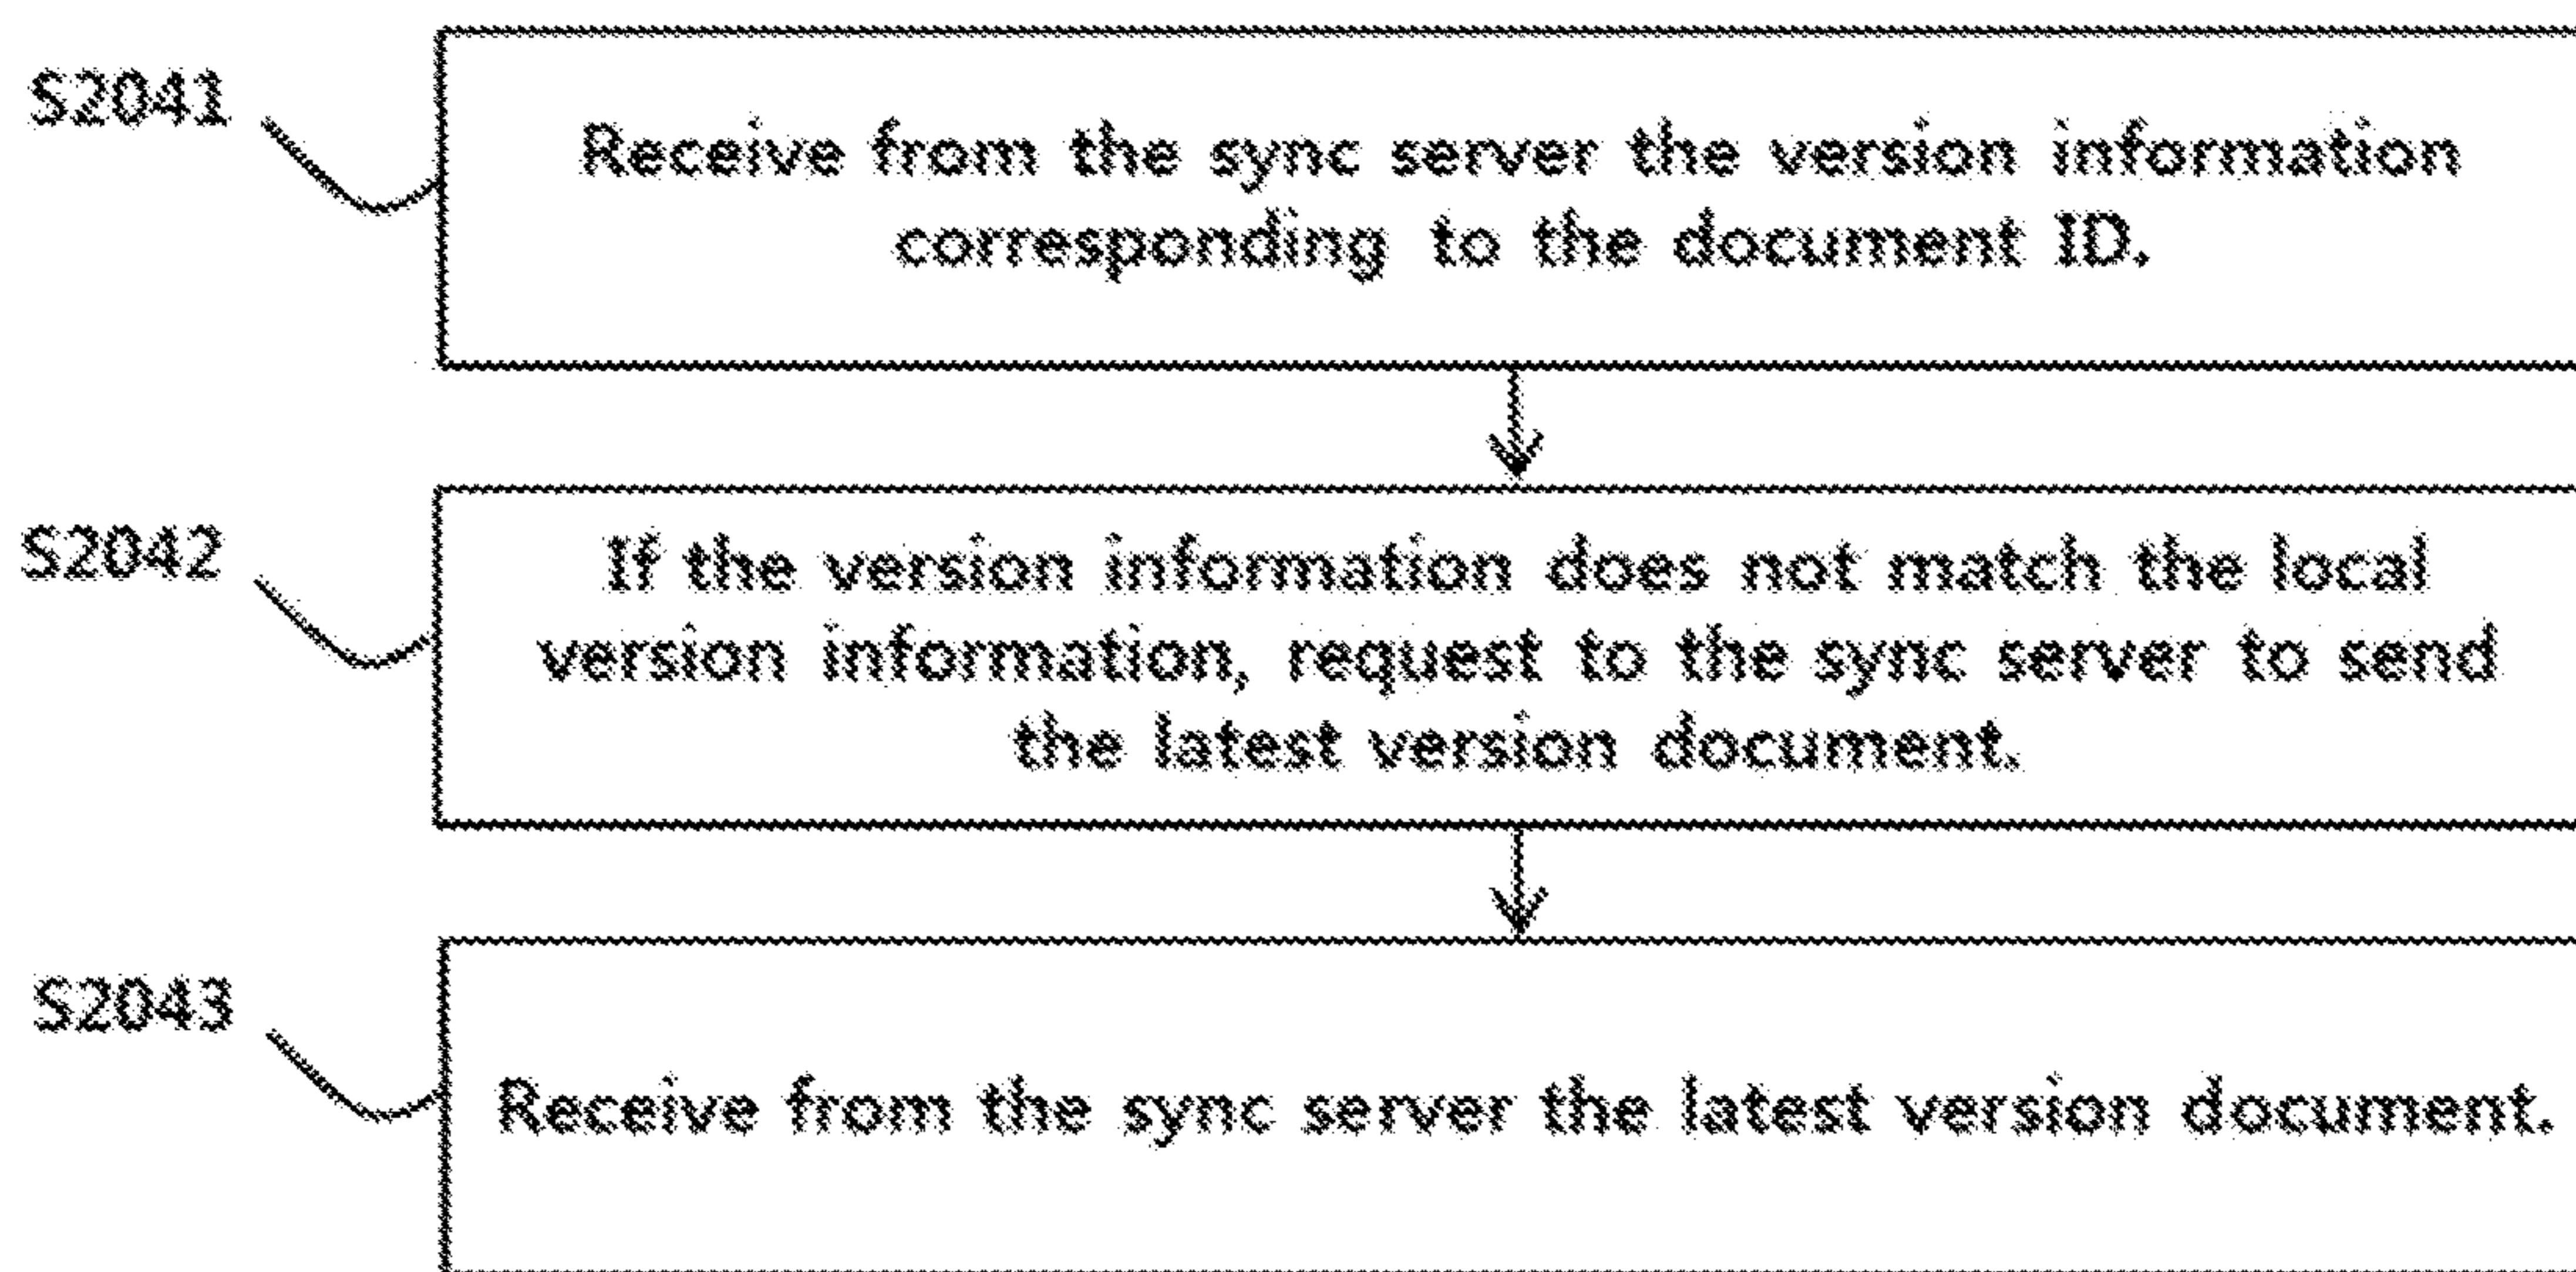 S2041
Receive from the sync server the version information
corresponding to the document ID.
S2042
If the version information does not match the local
version information, request to the sync server to send
the latest version document.
S2043
Receive from the sync server the latest version document.